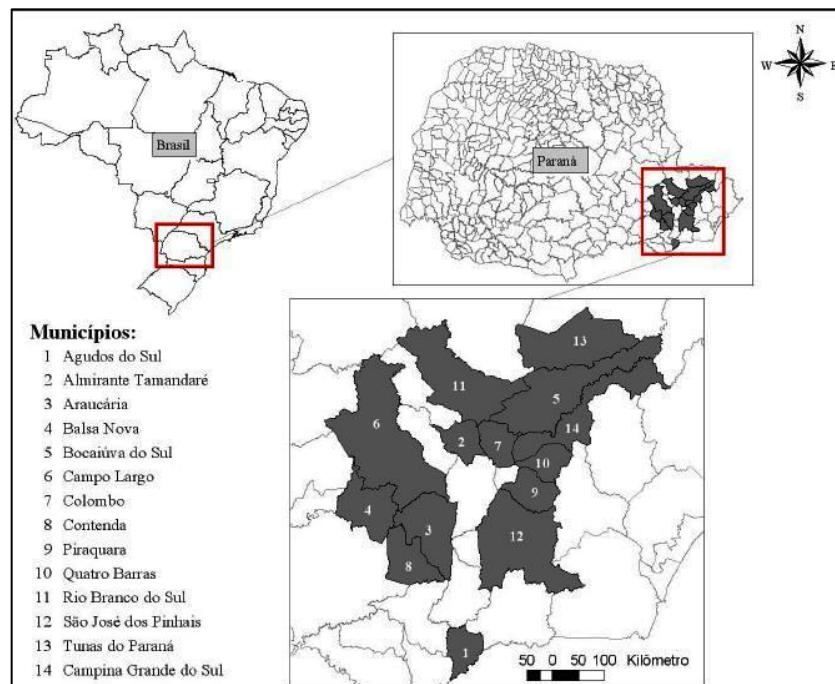 N
W E
S
Brasil
Paraná
Municípios:
1 Agudos do Sul
2 Almirante Tamandaré
3 Araucária
4 Balsa Nova
5 Bocaiúva do Sul
6 Campo Largo
7 Colombo
8 Contenda
9 Piraquara
10 Quatro Barras
11 Rio Branco do Sul
12 São José dos Pinhais
13 Tunas do Paraná
14 Campina Grande do Sul
13
11
5
6
14
2
7
10
9
4
3
12
8
1
50 0 50 100 Kilômetro